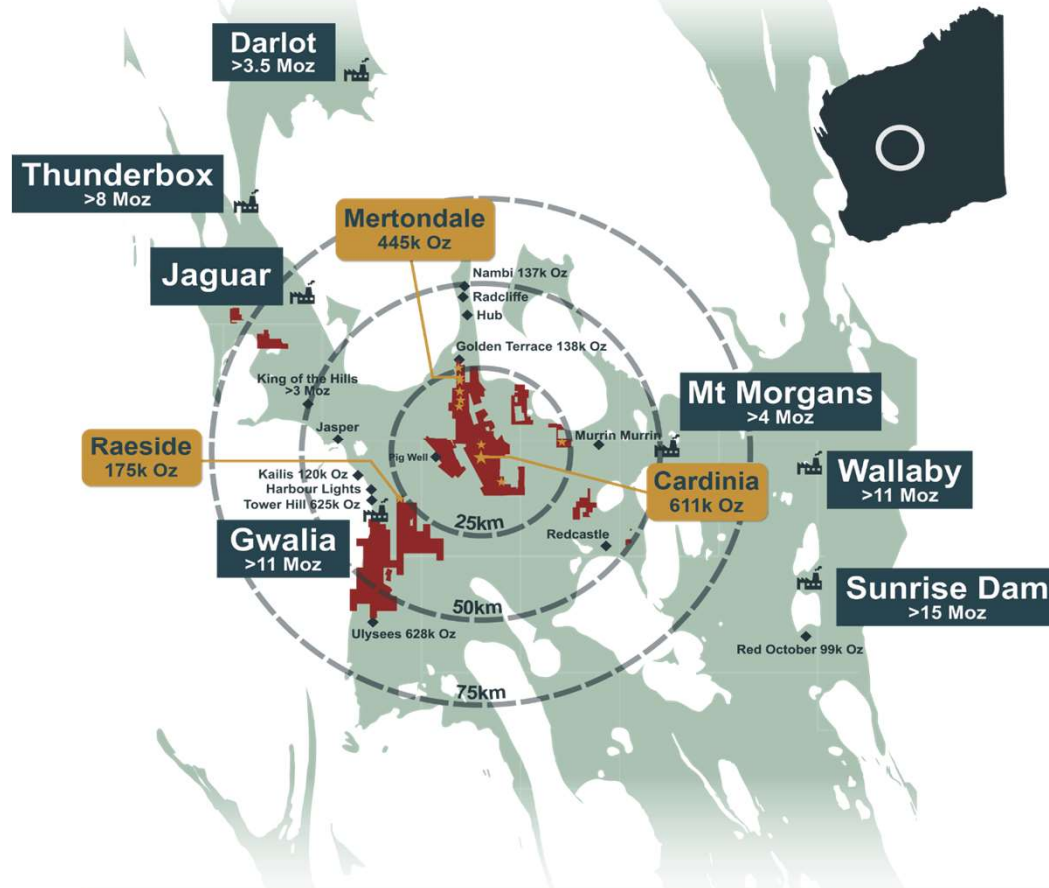 Darlot
>3.5 Moz
Thunderbox
>8 Moz
Mertondale
445k Oz
Jaguar
Nambi 137k Oz
Radcliffe
Hub
Golden Terrace 138k Oz
King of the Hills
>3 Moz
Mt Morgans
>4 Moz
Jasper
Murrin Murrin
Raeside
175k Oz
Pig Well
Wallaby
>11 Moz
Kailis 120k Oz
Harbour Lights
Tower Hill 625k Oz
Cardinia
611k Oz
25km
Gwalia
>11 Moz
Redcastle
Sunrise Dam
>15 Moz
50km
Ulysees 628k Oz
Red October 99k Oz
75km